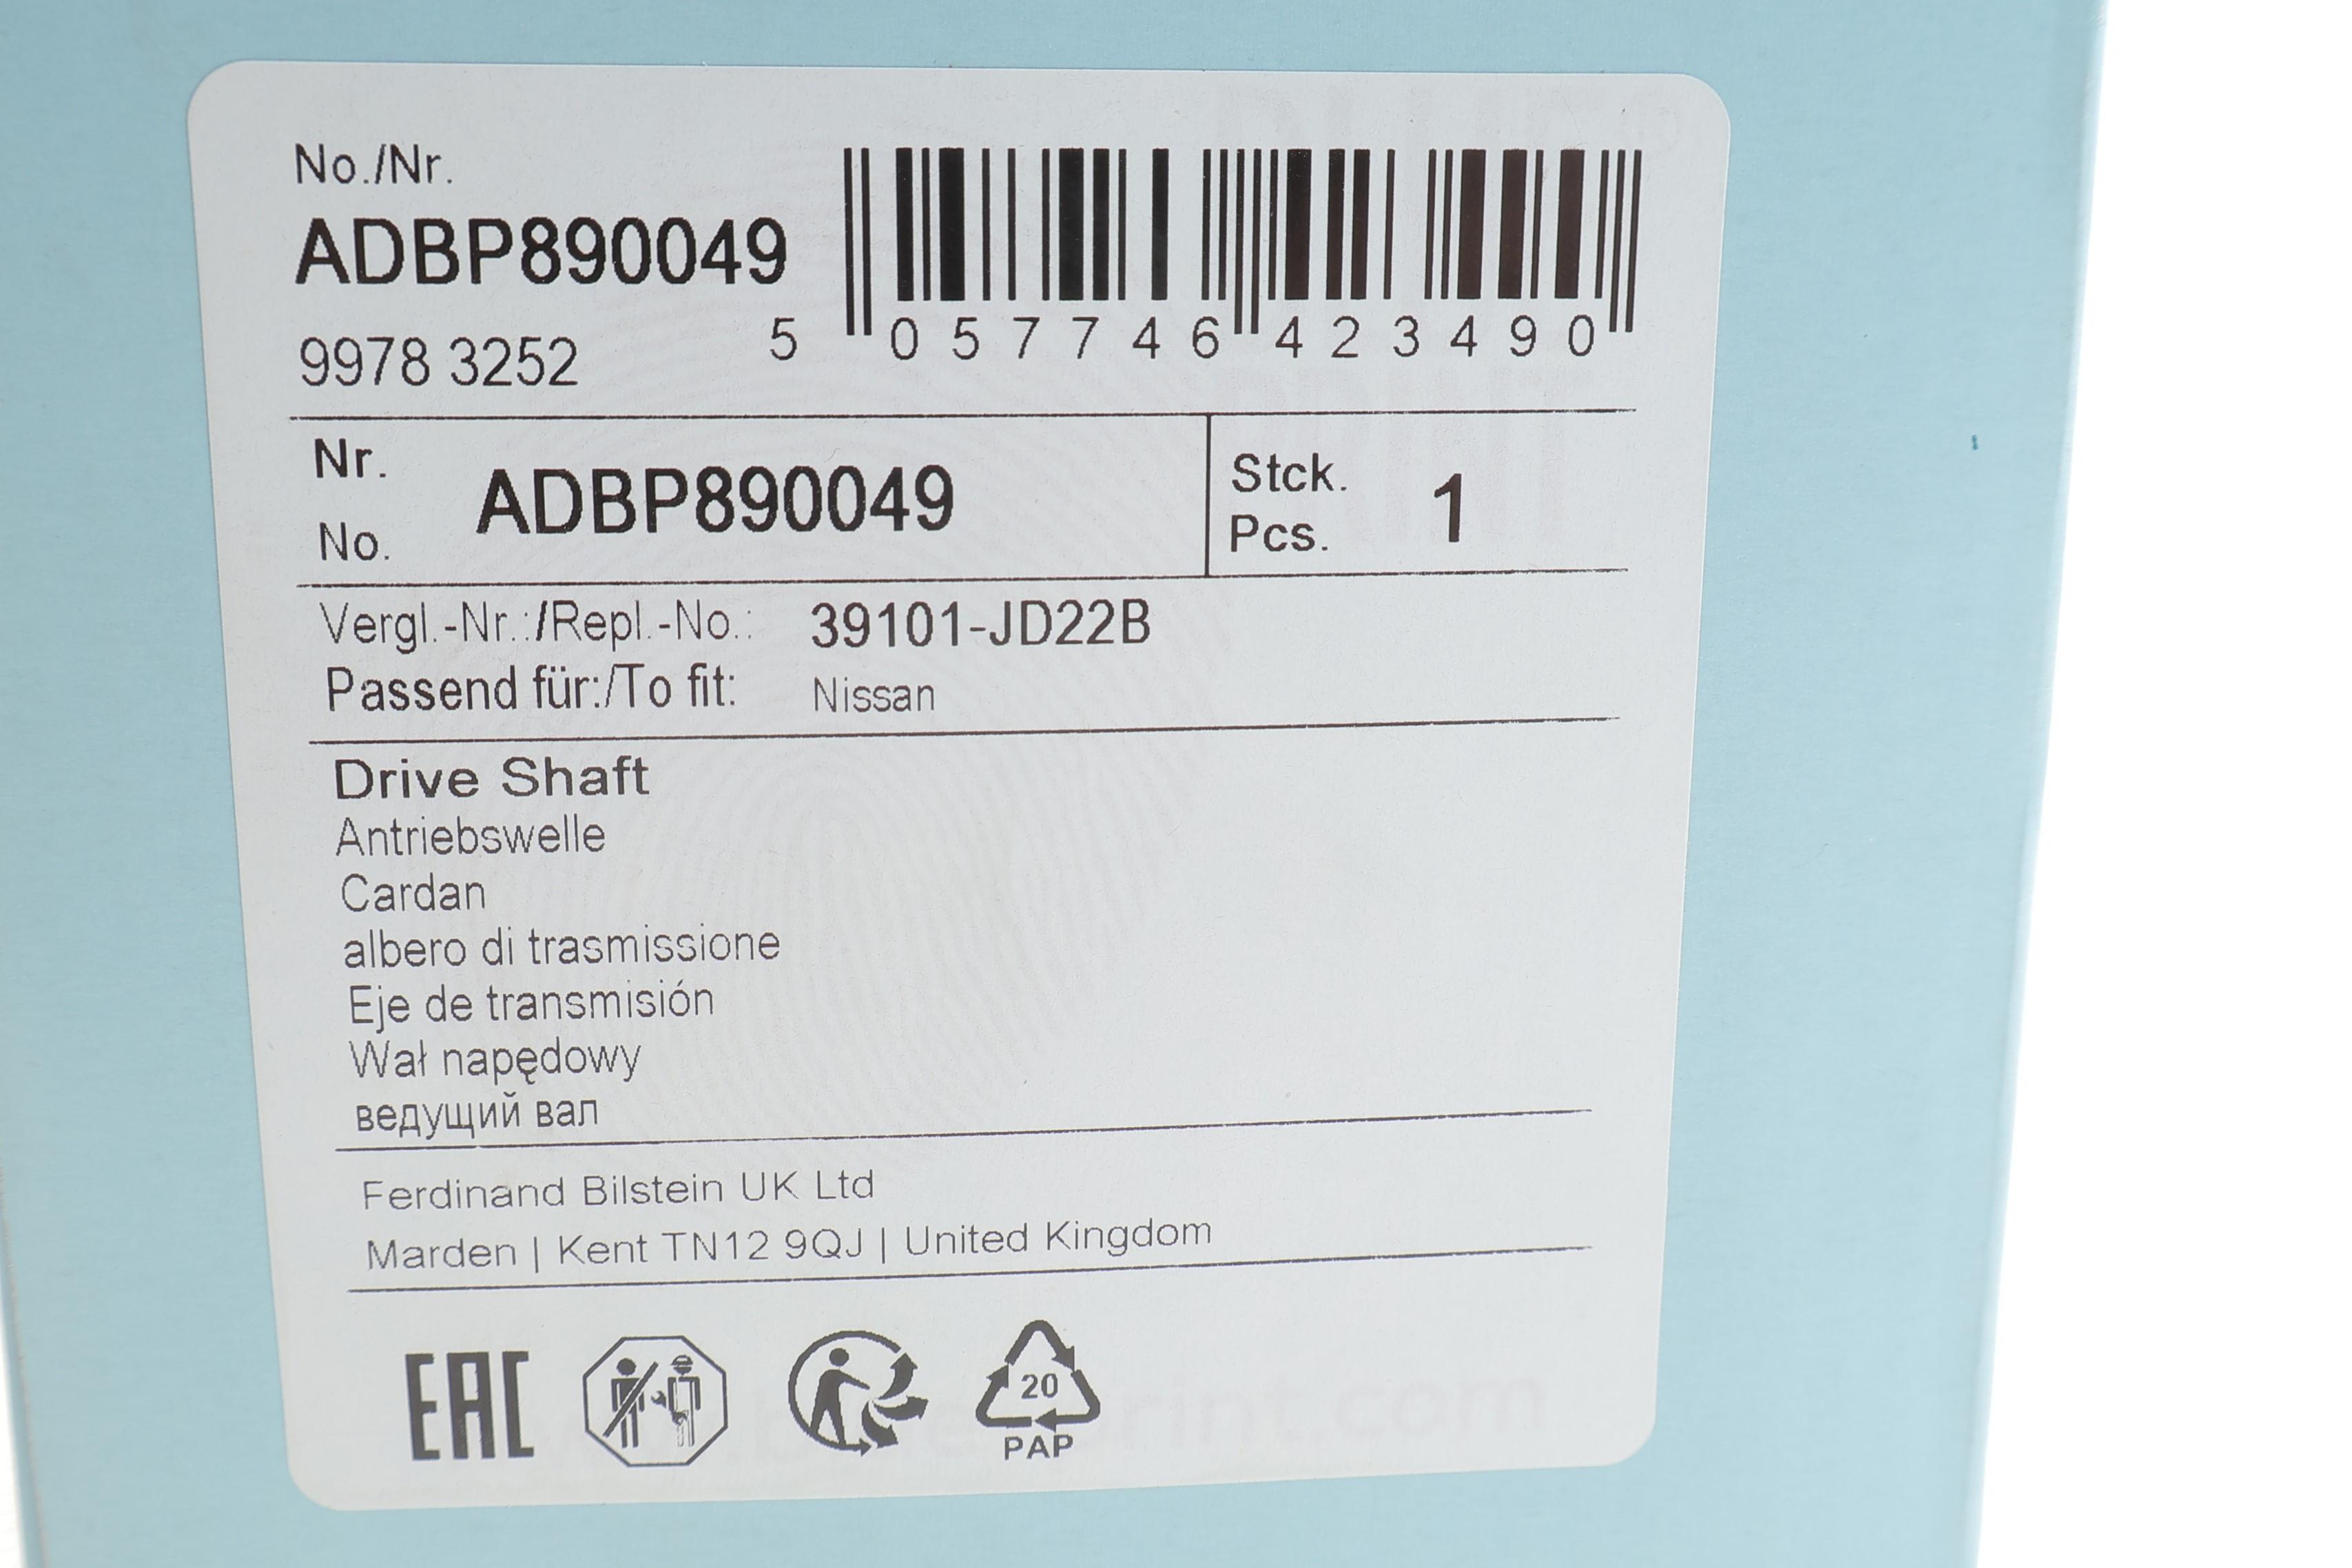 No./Nr.
ADBP890049
9978 3252
5 057746 423490
Nr.
No.
ADBP890049
Stck.
Pcs.
1
Vergl.-Nr.:/Repl.-No.: 39101-JD22B
Passend für:/To fit: Nissan
Drive Shaft
Antriebswelle
Cardan
albero di trasmissione
Eje de transmisión
Wał napędowy
ведущий вал
Ferdinand Bilstein UK Ltd
Marden | Kent TN12 9QJ | United Kingdom
EAC
20
PAP